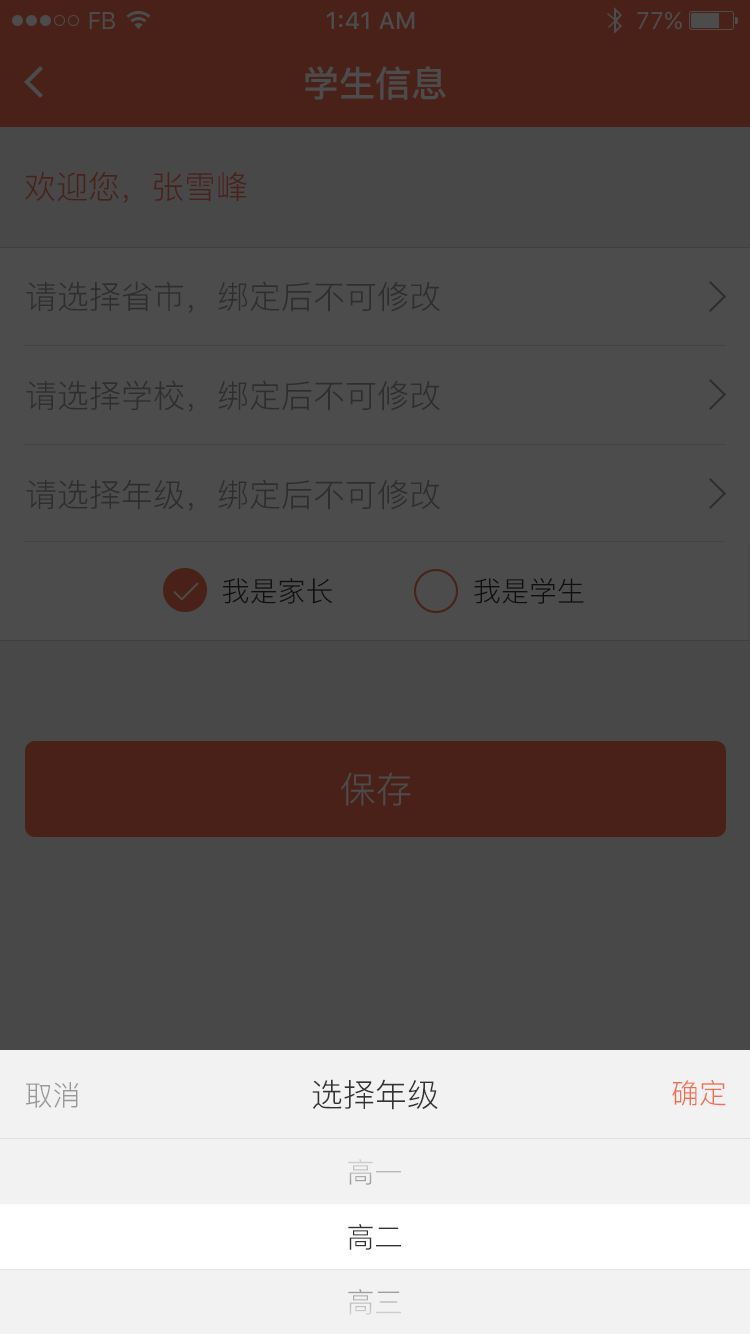 FB 1:41 AM 77%
学生信息
欢迎您，张雪峰
请选择省市，绑定后不可修改
请选择学校，绑定后不可修改
请选择年级，绑定后不可修改
我是家长 我是学生
保存
取消 选择年级 确定
高一
高二
高三